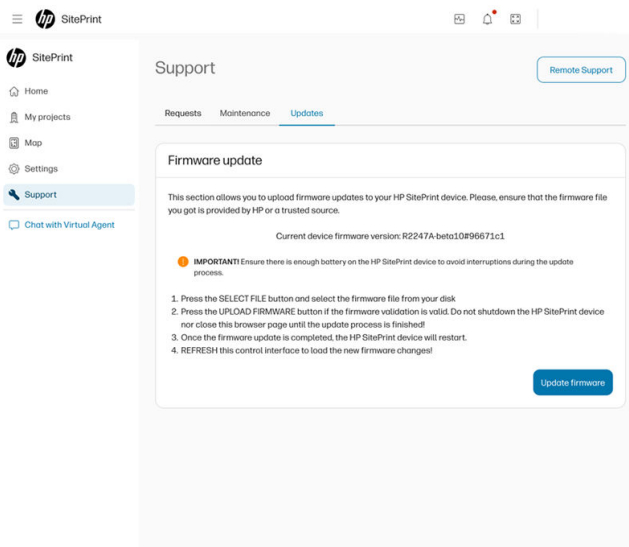 hp SitePrint
hp SitePrint
Home
My projects
Map
Settings
Support
Chat with Virtual Agent
Support
Remote Support
Requests Maintenance Updates
Firmware update
This section allows you to upload firmware updates to your HP SitePrint device. Please, ensure that the firmware file
you got is provided by HP or a trusted source.
Current device firmware version: R2247A-beta10#96671c1
IMPORTANT! Ensure there is enough battery on the HP SitePrint device to avoid interruptions during the update
process.
1. Press the SELECT FILE button and select the firmware file from your disk
2. Press the UPLOAD FIRMWARE button if the firmware validation is valid. Do not shutdown the HP SitePrint device
nor close this browser page until the update process is finished!
3. Once the firmware update is completed, the HP SitePrint device will restart.
4. REFRESH this control interface to load the new firmware changes!
Update firmware